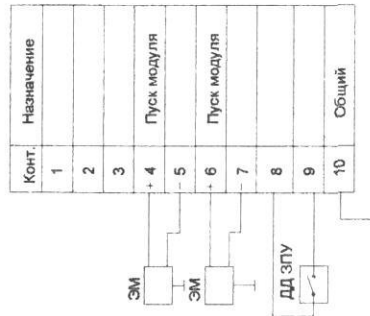 Конт. Назначение
1
2
3
+ 4 Пуск модуля
− 5
+ 6 Пуск модуля
− 7
8
9
10 Общий
ЭМ
ЭМ
ДД ЗПУ